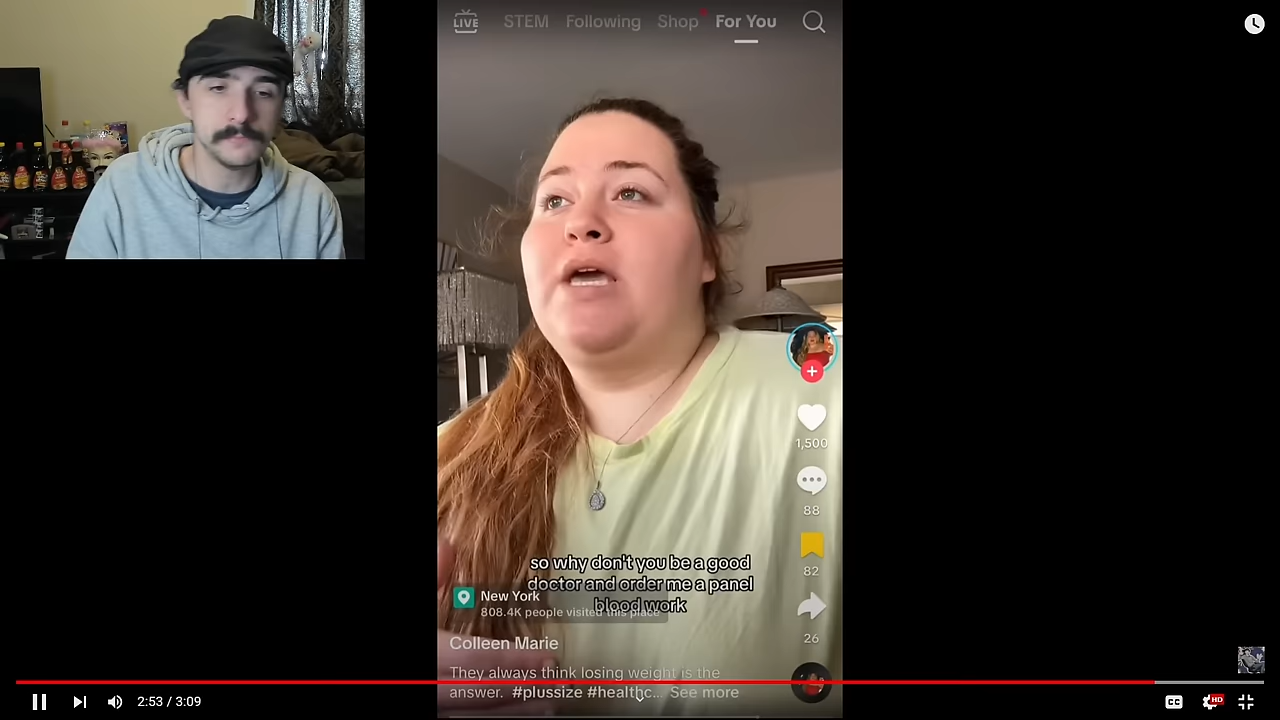 LIVE STEM Following Shop For You
1,500
88
so why don't you be a good
doctor and order me a panel
blood work
82
New York
808.4K people visited this place
26
Colleen Marie
They always think losing weight is the
answer. #plussize #healthc... See more
2:53 / 3:09
CC
HD